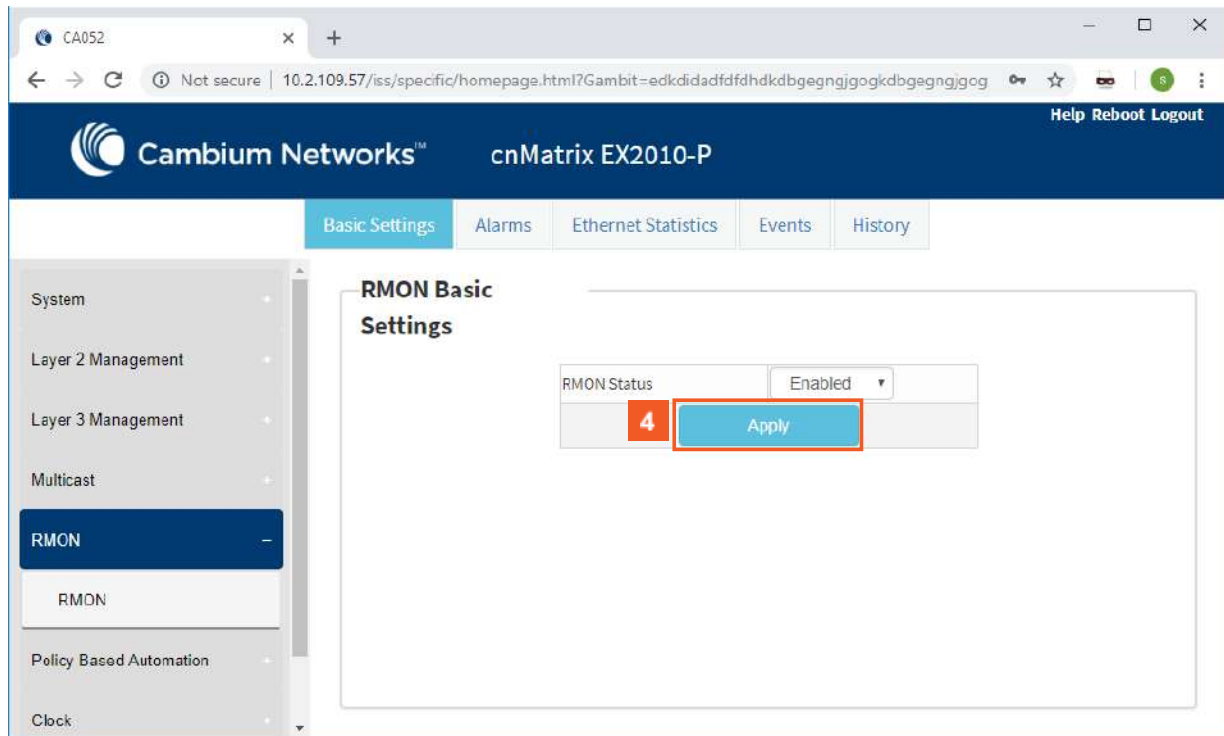 CA052
Not secure | 10.2.109.57/iss/specific/homepage.html?Gambit=edkdidadfdfdhdkdbgegngjgogkdbgegngjgog
S
Help Reboot Logout
Cambium Networks™ cnMatrix EX2010-P
Basic Settings Alarms Ethernet Statistics Events History
System
Layer 2 Management
Layer 3 Management
Multicast
RMON
RMON
Policy Based Automation
Clock
RMON Basic
Settings
RMON Status Enabled
4 Apply